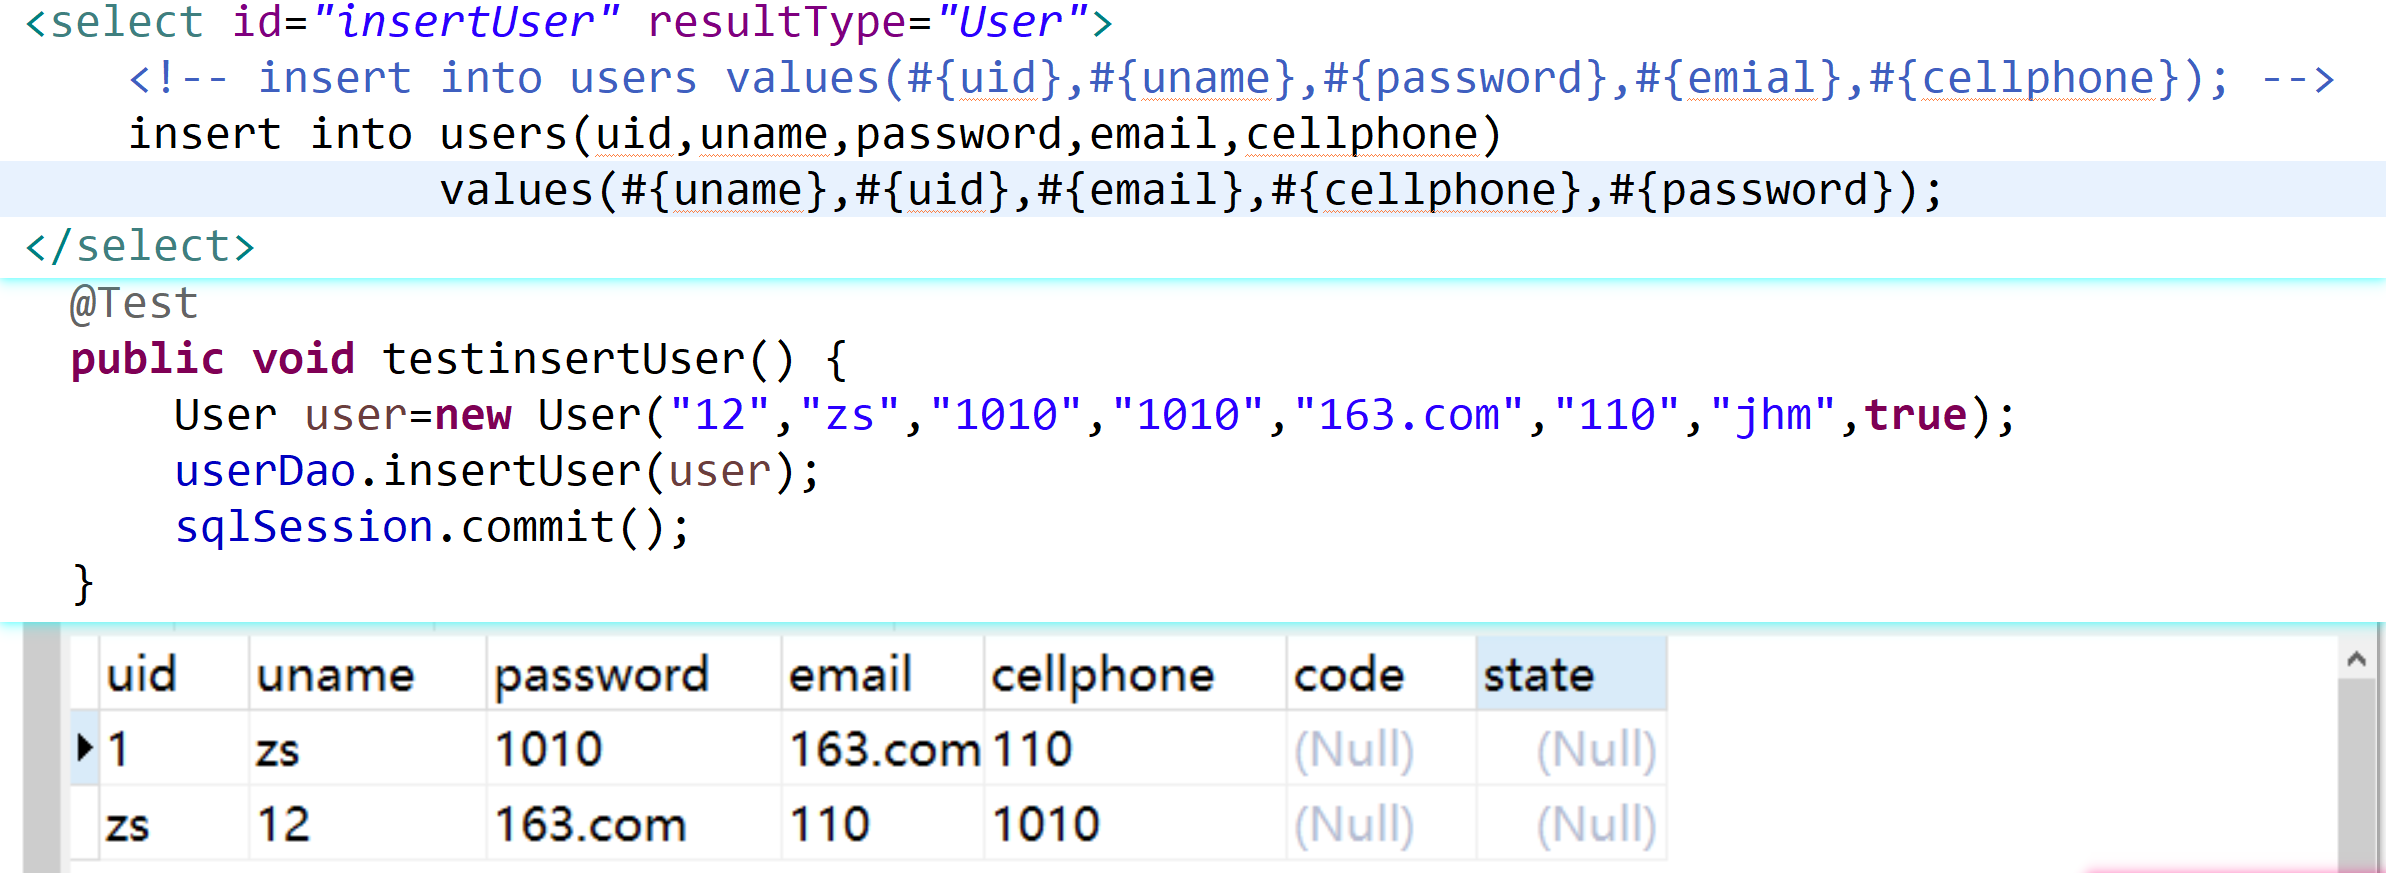 <select id="insertUser" resultType="User">
<!-- insert into users values(#{uid},#{uname},#{password},#{emial},#{cellphone}); -->
insert into users(uid,uname,password,email,cellphone)
values(#{uname},#{uid},#{email},#{cellphone},#{password});
</select>
@Test
public void testinsertUser() {
User user=new User("12","zs","1010","1010","163.com","110","jhm",true);
userDao.insertUser(user);
sqlSession.commit();
}
uid uname password email cellphone code state
1 zs 1010 163.com 110 (Null) (Null)
zs 12 163.com 110 1010 (Null) (Null)